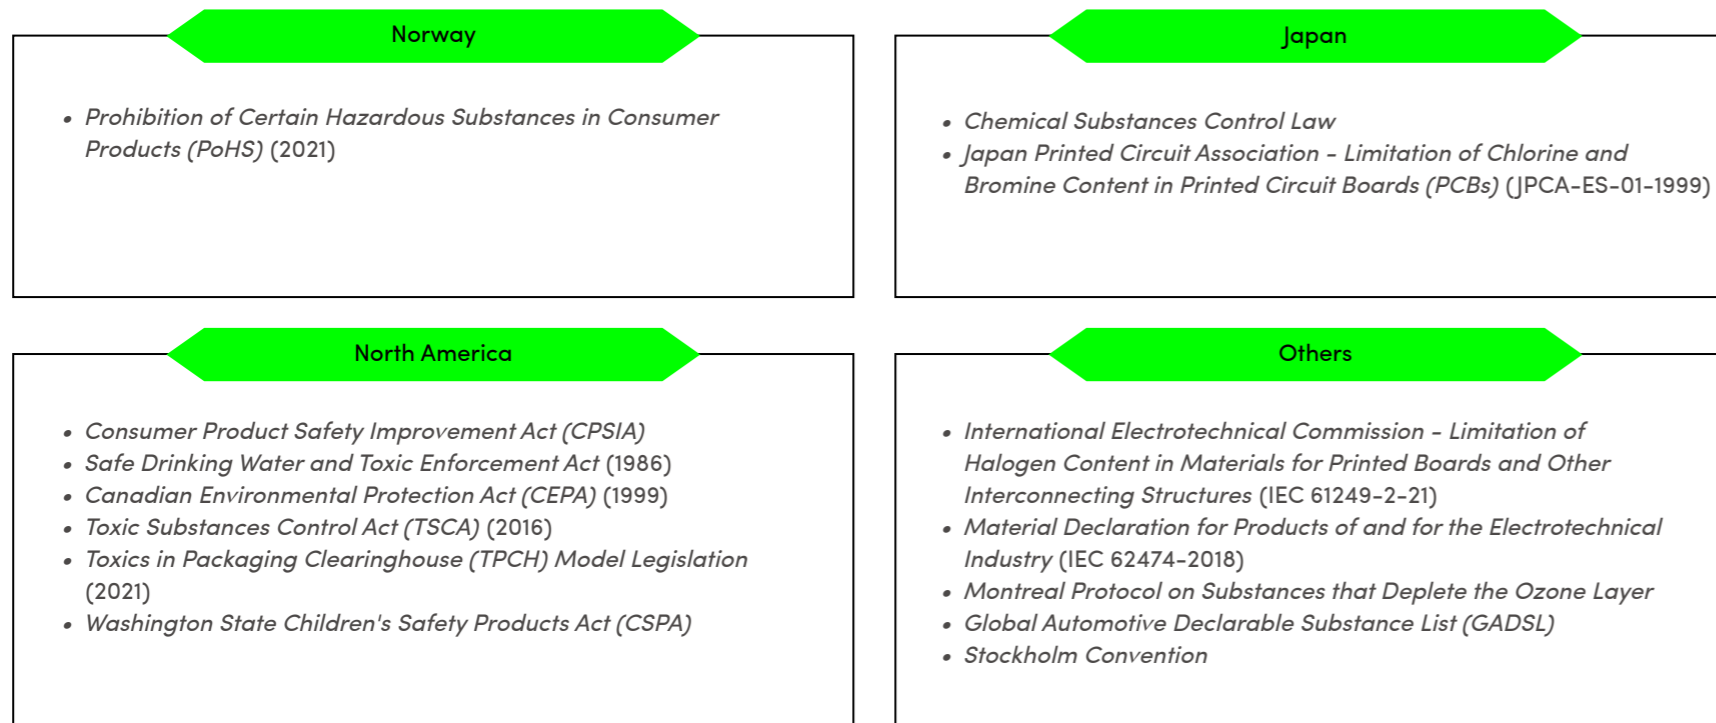 Norway
• Prohibition of Certain Hazardous Substances in Consumer
Products (PoHS) (2021)
Japan
• Chemical Substances Control Law
• Japan Printed Circuit Association - Limitation of Chlorine and
Bromine Content in Printed Circuit Boards (PCBs) (JPCA-ES-01-1999)
North America
• Consumer Product Safety Improvement Act (CPSIA)
• Safe Drinking Water and Toxic Enforcement Act (1986)
• Canadian Environmental Protection Act (CEPA) (1999)
• Toxic Substances Control Act (TSCA) (2016)
• Toxics in Packaging Clearinghouse (TPCH) Model Legislation
(2021)
• Washington State Children's Safety Products Act (CSPA)
Others
• International Electrotechnical Commission - Limitation of
Halogen Content in Materials for Printed Boards and Other
Interconnecting Structures (IEC 61249-2-21)
• Material Declaration for Products of and for the Electrotechnical
Industry (IEC 62474-2018)
• Montreal Protocol on Substances that Deplete the Ozone Layer
• Global Automotive Declarable Substance List (GADSL)
• Stockholm Convention